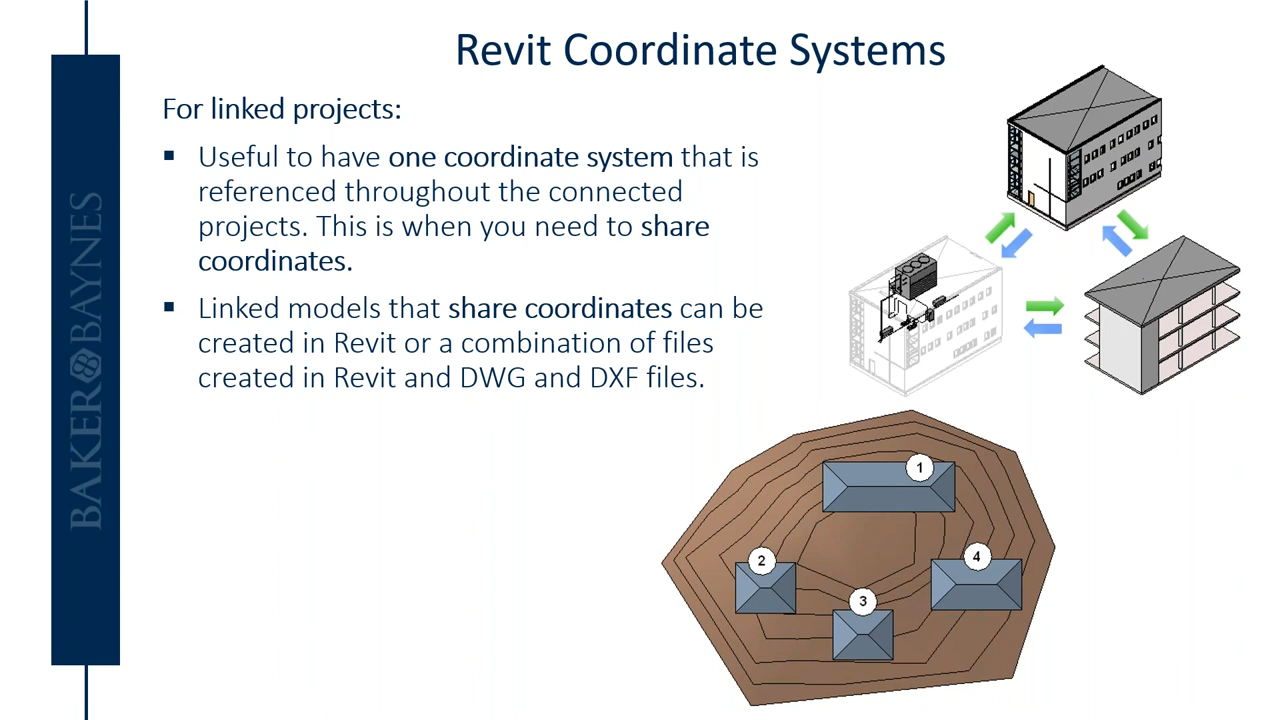 Revit Coordinate Systems
For linked projects:
▪ Useful to have one coordinate system that is
referenced throughout the connected
projects. This is when you need to share
coordinates.
▪ Linked models that share coordinates can be
created in Revit or a combination of files
created in Revit and DWG and DXF files.
BAKER BAYNES
1
2
4
3